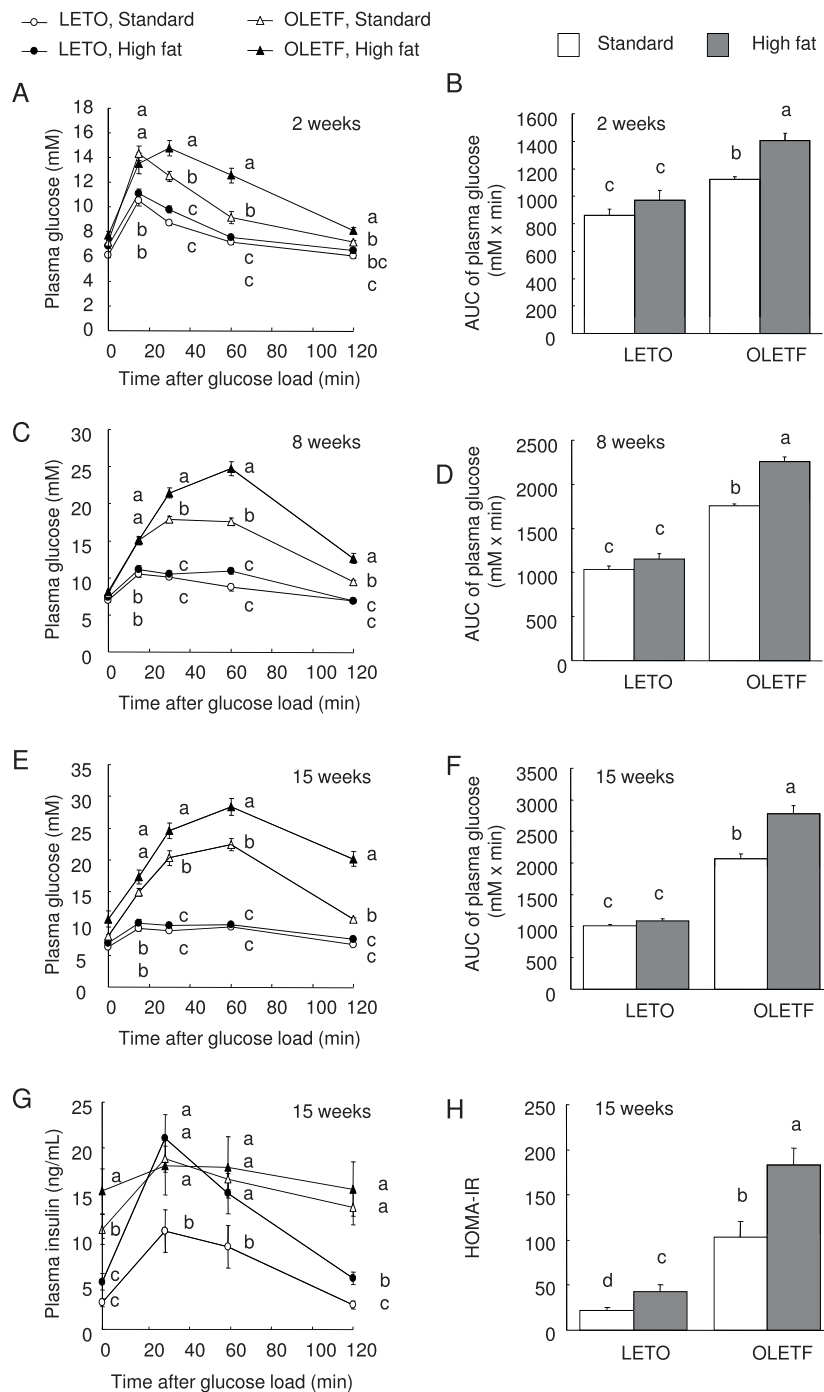 LETO, Standard
OLETF, Standard
LETO, High fat
OLETF, High fat
Standard
High fat
A
2 weeks
Plasma glucose (mM)
18
16
14
12
10
8
6
4
2
0
a
a
b
b
a
b
c
c
a
b
c
c
a
b
bc
c
0 20 40 60 80 100 120
Time after glucose load (min)
B
2 weeks
AUC of plasma glucose
(mM x min)
1600
1400
1200
1000
800
600
400
200
0
c
c
b
a
LETO
OLETF
C
8 weeks
Plasma glucose (mM)
30
25
20
15
10
5
0
a
a
b
b
a
b
c
c
a
b
c
c
a
b
c
c
0 20 40 60 80 100 120
Time after glucose load (min)
D
8 weeks
AUC of plasma glucose
(mM x min)
2500
2000
1500
1000
500
0
c
c
b
a
LETO
OLETF
E
15 weeks
Plasma glucose (mM)
35
30
25
20
15
10
5
0
a
a
b
b
a
b
c
c
a
b
c
c
a
b
c
c
0 20 40 60 80 100 120
Time after glucose load (min)
F
15 weeks
AUC of plasma glucose
(mM x min)
3500
3000
2500
2000
1500
1000
500
0
c
c
b
a
LETO
OLETF
G
15 weeks
Plasma insulin (ng/mL)
25
20
15
10
5
0
a
b
c
c
a
a
a
b
a
a
a
b
a
a
b
c
0 20 40 60 80 100 120
Time after glucose load (min)
H
15 weeks
HOMA-IR
250
200
150
100
50
0
d
c
b
a
LETO
OLETF